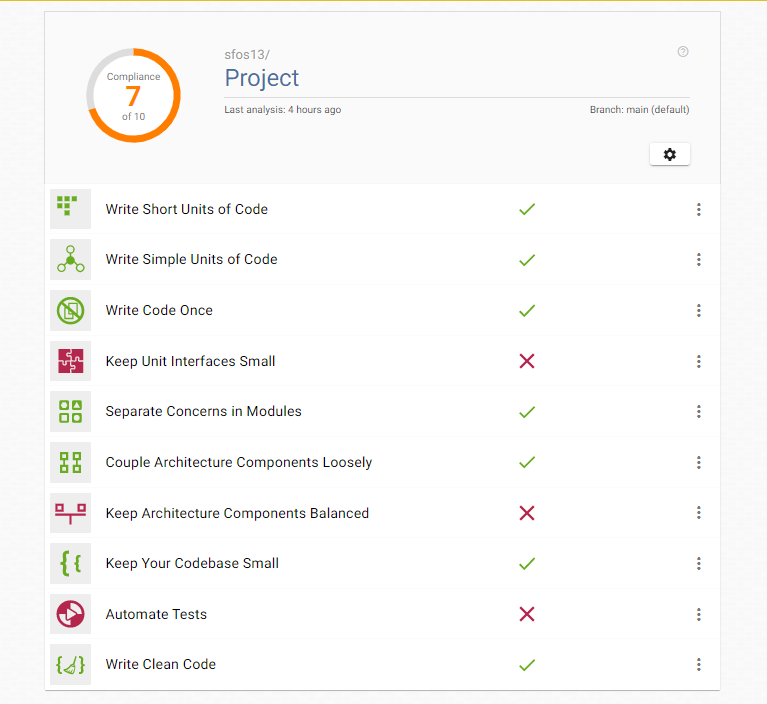 Compliance
7
of 10
sfos13/
Project
Last analysis: 4 hours ago
Branch: main (default)
Write Short Units of Code
Write Simple Units of Code
Write Code Once
Keep Unit Interfaces Small
Separate Concerns in Modules
Couple Architecture Components Loosely
Keep Architecture Components Balanced
Keep Your Codebase Small
Automate Tests
Write Clean Code